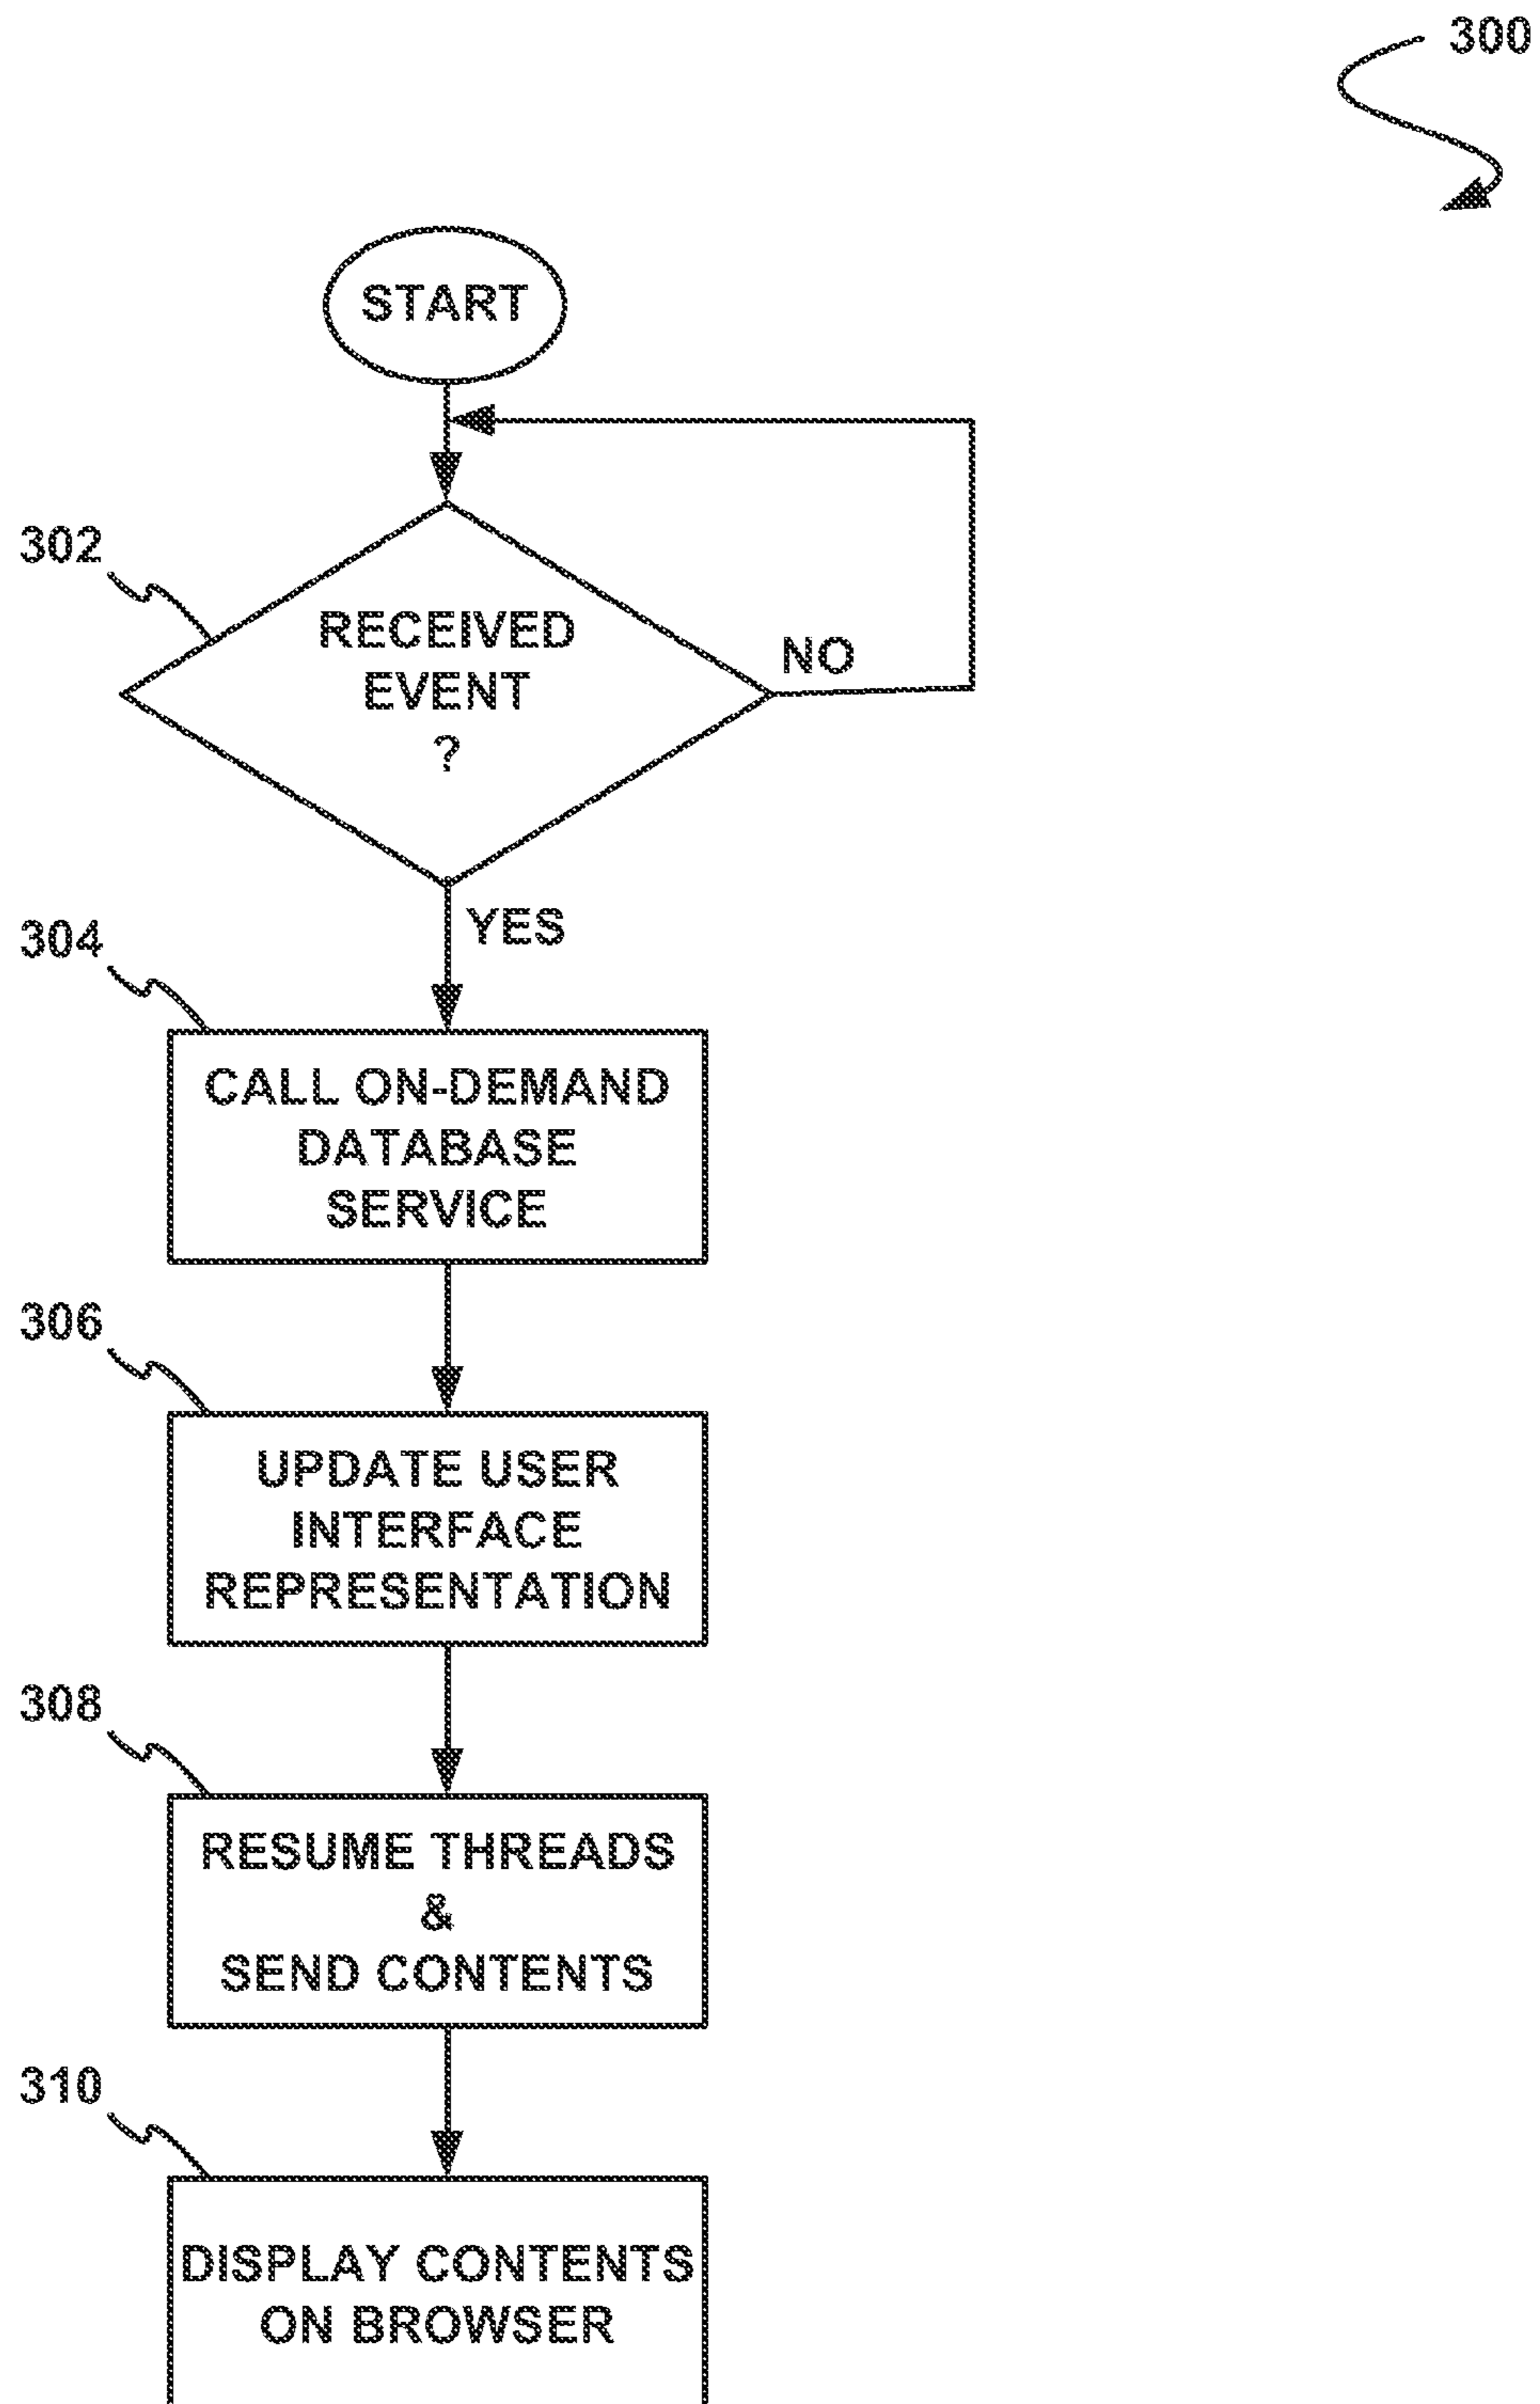 300
START
302
RECEIVED
EVENT
?
NO
YES
304
CALL ON-DEMAND
DATABASE
SERVICE
306
UPDATE USER
INTERFACE
REPRESENTATION
308
RESUME THREADS
&
SEND CONTENTS
310
DISPLAY CONTENTS
ON BROWSER